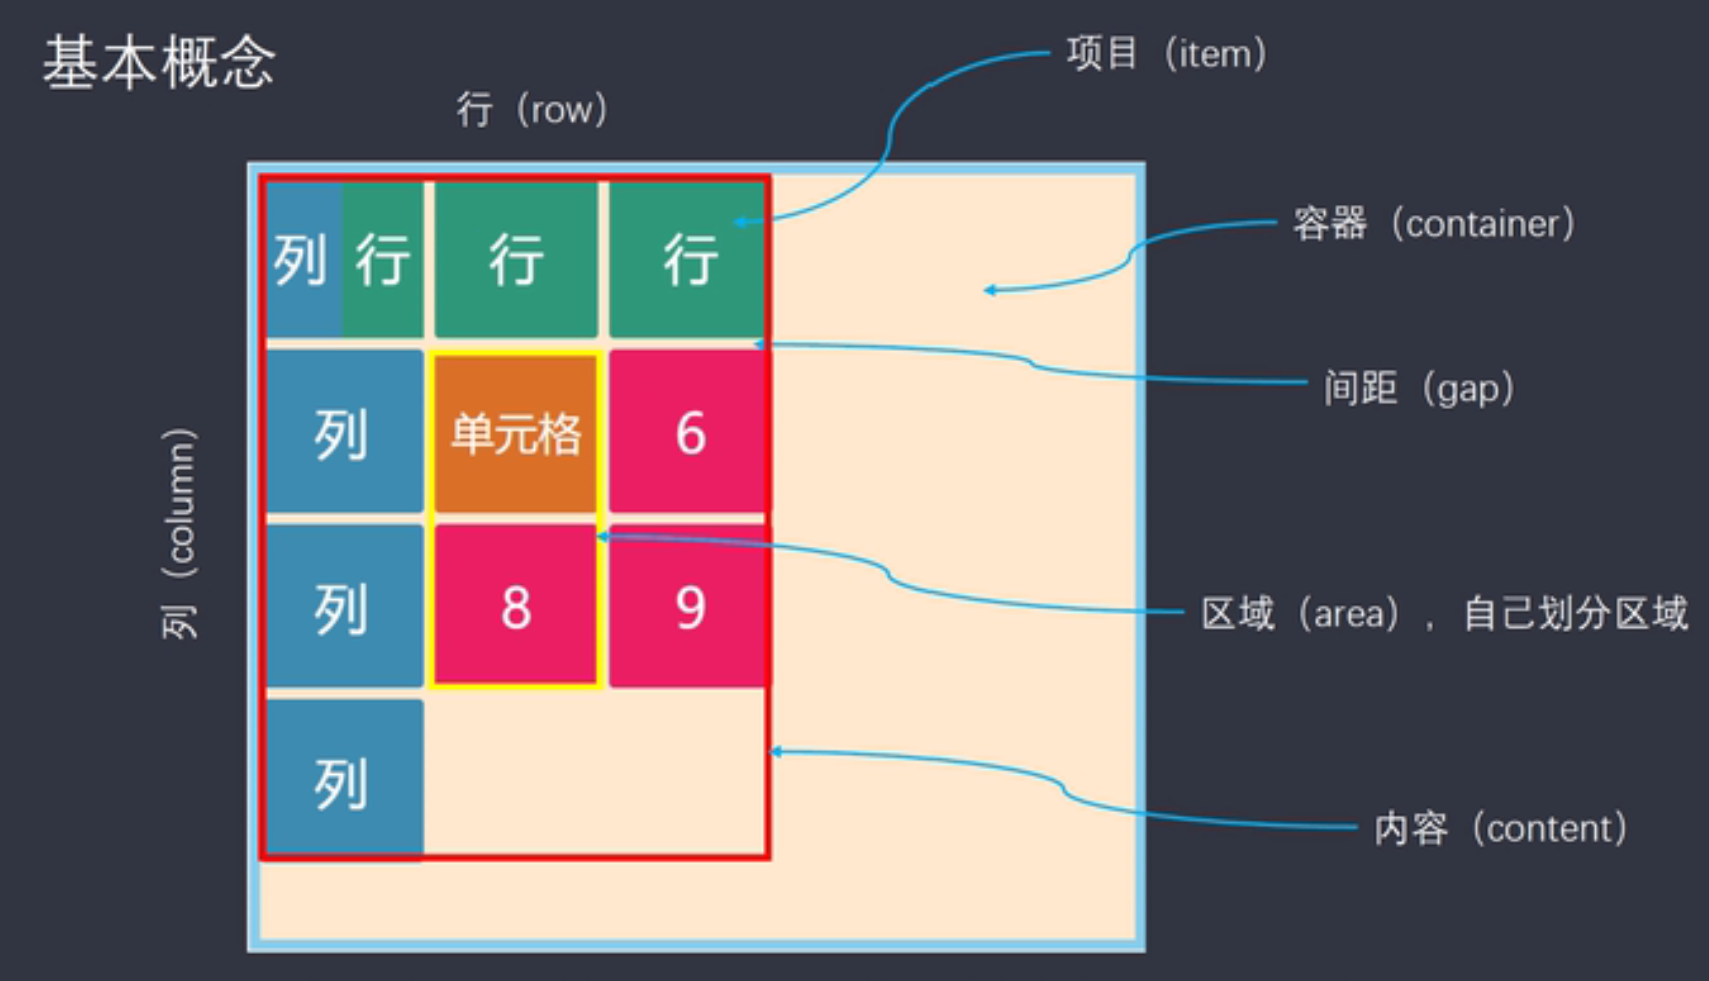 基本概念
项目（item）
行（row）
列 行 行 行
容器（container）
间距（gap）
列 单元格 6
列（column）
列 8 9
区域（area），自己划分区域
列
内容（content）